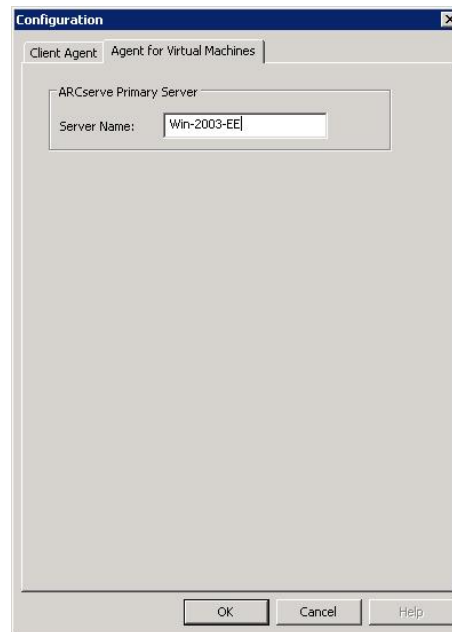 Configuration
Client Agent Agent for Virtual Machines
ARCserve Primary Server
Server Name: Win-2003-EE
OK Cancel Help